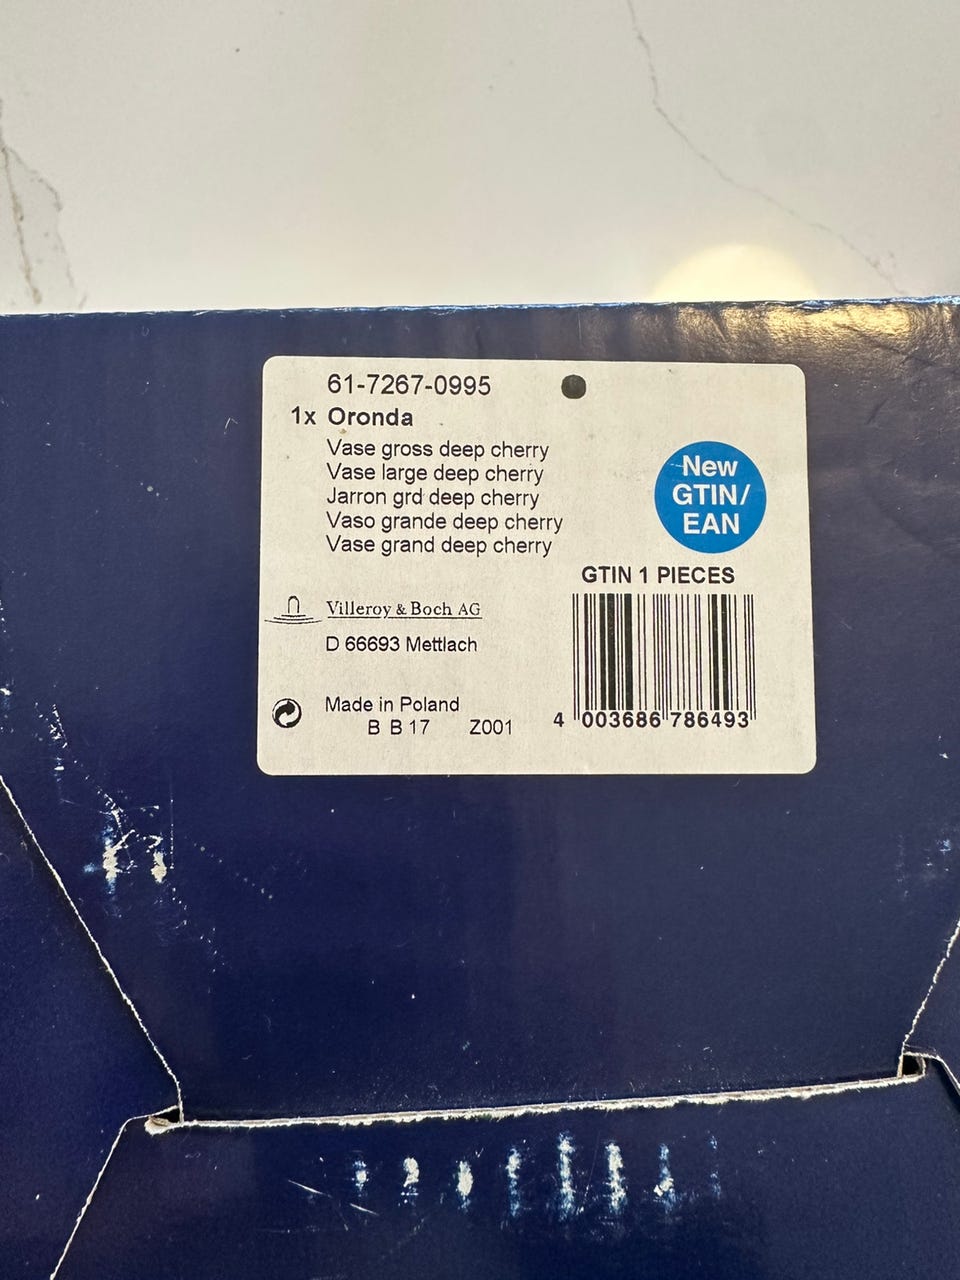 61-7267-0995
1x Oronda
Vase gross deep cherry
Vase large deep cherry
Jarron grd deep cherry
Vaso grande deep cherry
Vase grand deep cherry
New
GTIN/
EAN
GTIN 1 PIECES
Villeroy & Boch AG
D 66693 Mettlach
Made in Poland
B B 17 Z001
4 003686 786493